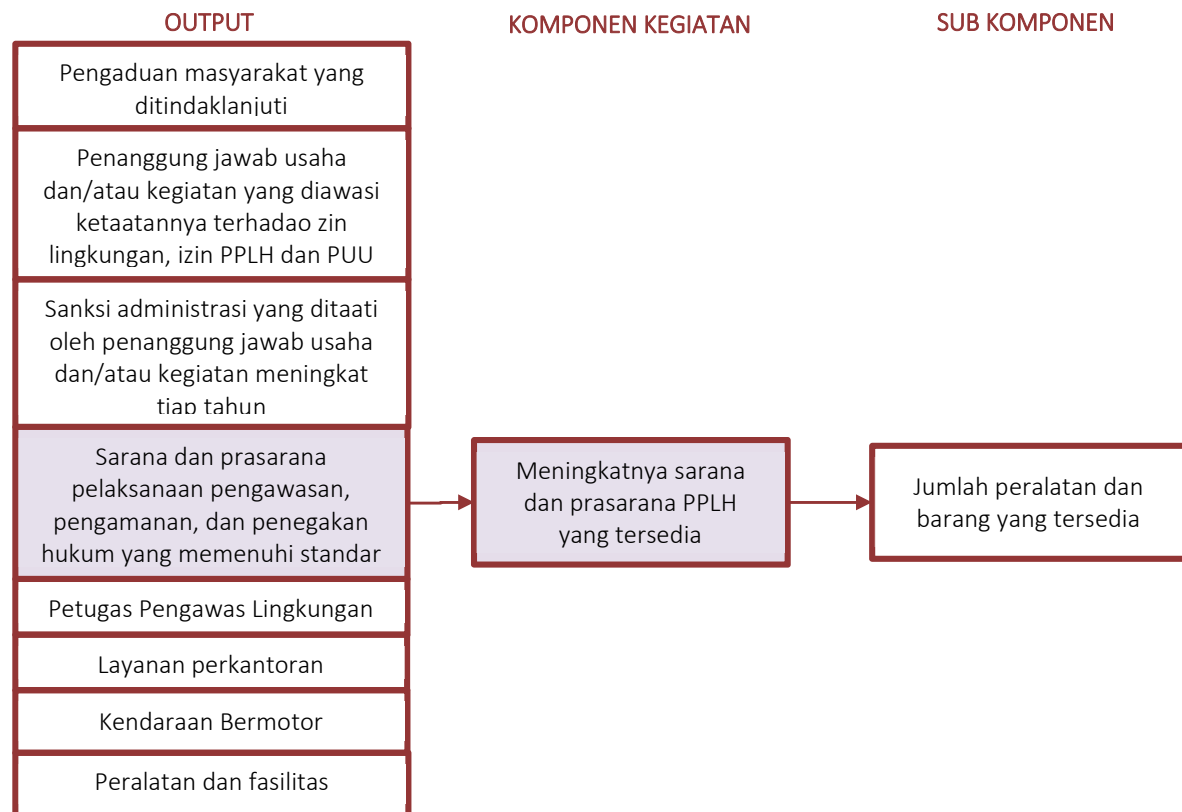 OUTPUT
KOMPONEN KEGIATAN
SUB KOMPONEN
Pengaduan masyarakat yang
ditindaklanjuti
Penanggung jawab usaha
dan/atau kegiatan yang diawasi
ketaatannya terhadao zin
lingkungan, izin PPLH dan PUU
Sanksi administrasi yang ditaati
oleh penanggung jawab usaha
dan/atau kegiatan meningkat
tiap tahun
Sarana dan prasarana
pelaksanaan pengawasan,
pengamanan, dan penegakan
hukum yang memenuhi standar
Meningkatnya sarana
dan prasarana PPLH
yang tersedia
Jumlah peralatan dan
barang yang tersedia
Petugas Pengawas Lingkungan
Layanan perkantoran
Kendaraan Bermotor
Peralatan dan fasilitas